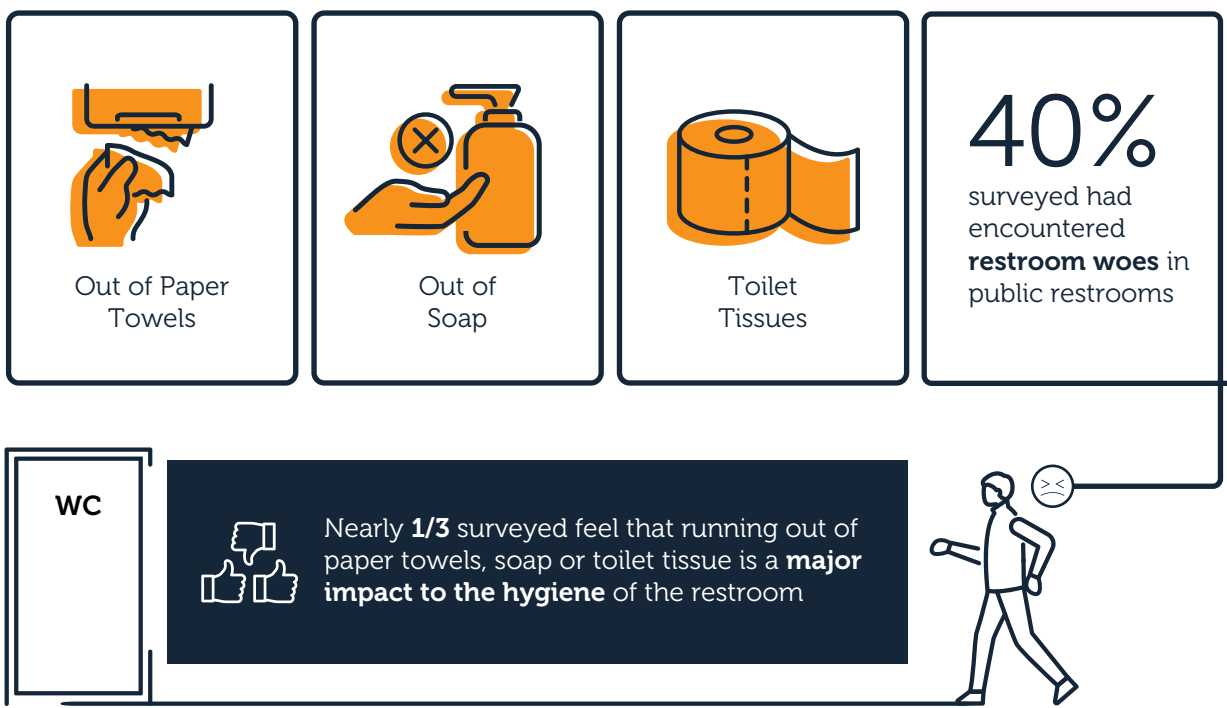 Out of Paper
Towels
Out of
Soap
Toilet
Tissues
40%
surveyed had
encountered
restroom woes in
public restrooms
WC
Nearly 1/3 surveyed feel that running out of
paper towels, soap or toilet tissue is a major
impact to the hygiene of the restroom